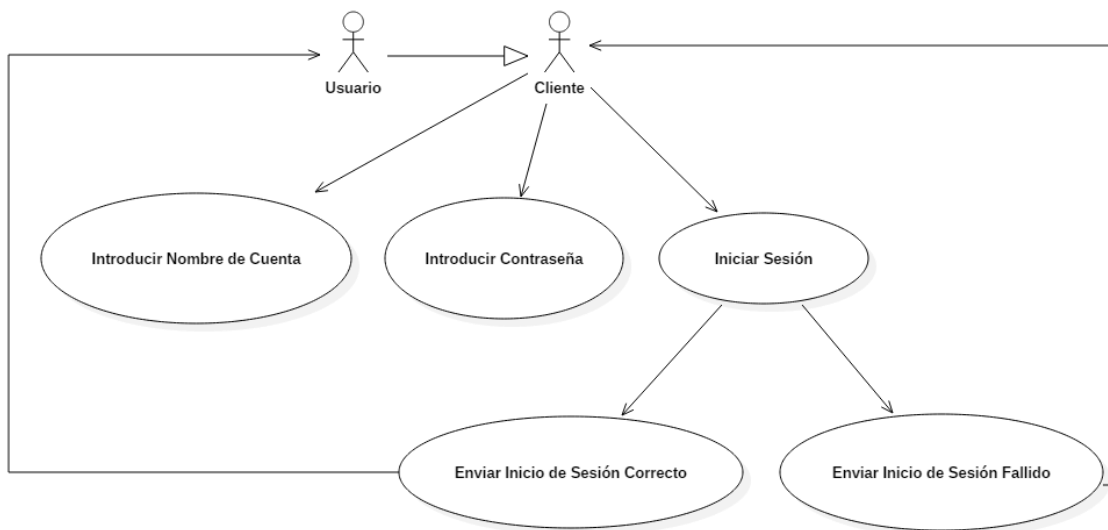 Usuario
Cliente
Introducir Nombre de Cuenta
Introducir Contraseña
Iniciar Sesión
Enviar Inicio de Sesión Correcto
Enviar Inicio de Sesión Fallido